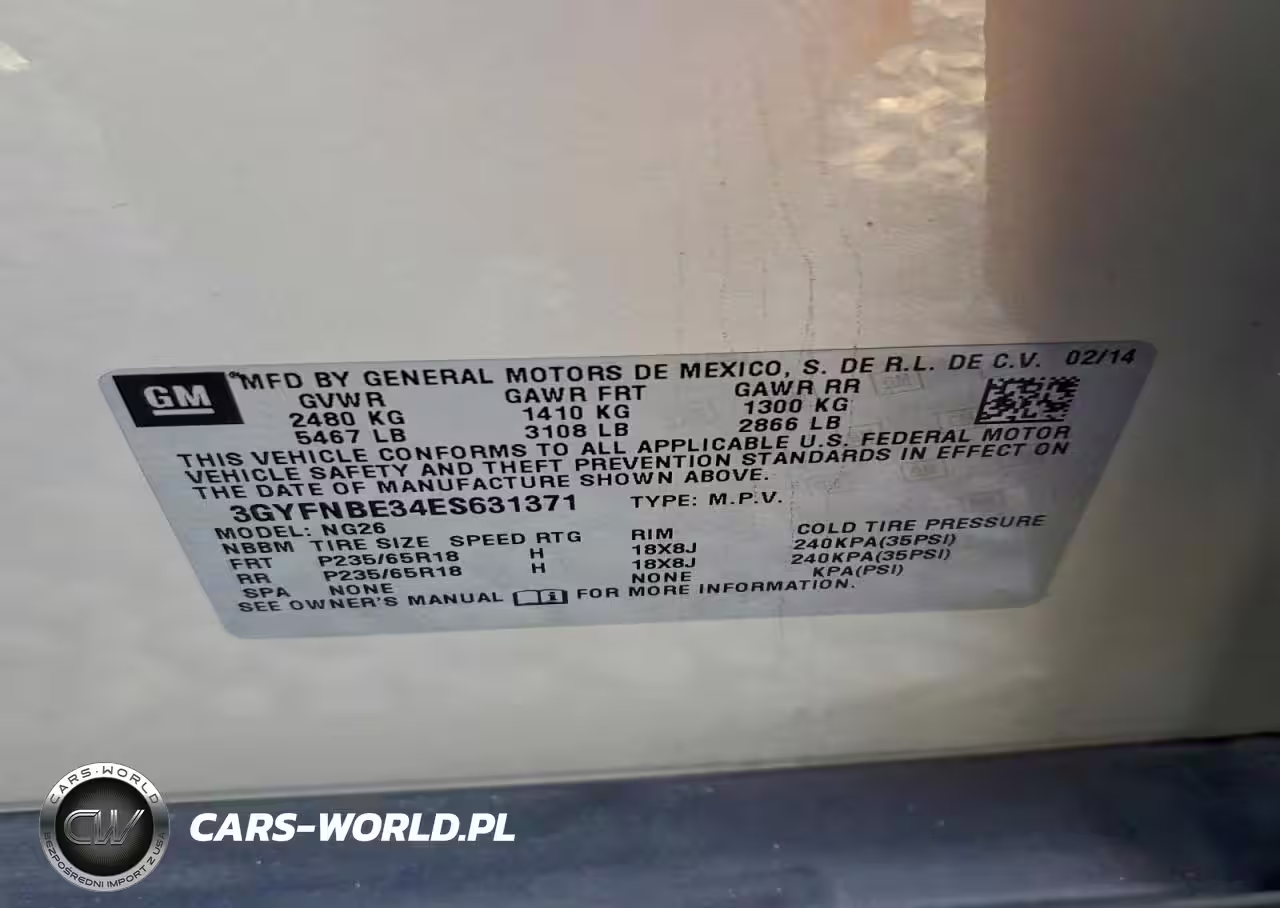 GM
®MFD BY GENERAL MOTORS DE MEXICO, S. DE R.L. DE C.V. 02/14
GVWR GAWR FRT GAWR RR
2480 KG 1410 KG 1300 KG
5467 LB 3108 LB 2866 LB
THIS VEHICLE CONFORMS TO ALL APPLICABLE U.S. FEDERAL MOTOR
VEHICLE SAFETY AND THEFT PREVENTION STANDARDS IN EFFECT ON
THE DATE OF MANUFACTURE SHOWN ABOVE.
3GYFNBE34ES631371 TYPE: M.P.V.
MODEL: NG26
NBBM TIRE SIZE SPEED RTG RIM COLD TIRE PRESSURE
FRT P235/65R18 H 18X8J 240KPA(35PSI)
RR P235/65R18 H 18X8J 240KPA(35PSI)
SPA NONE NONE KPA(PSI)
SEE OWNER'S MANUAL FOR MORE INFORMATION.
CARS-WORLD
CW
BEZPOŚREDNI IMPORT Z USA
CARS-WORLD.PL